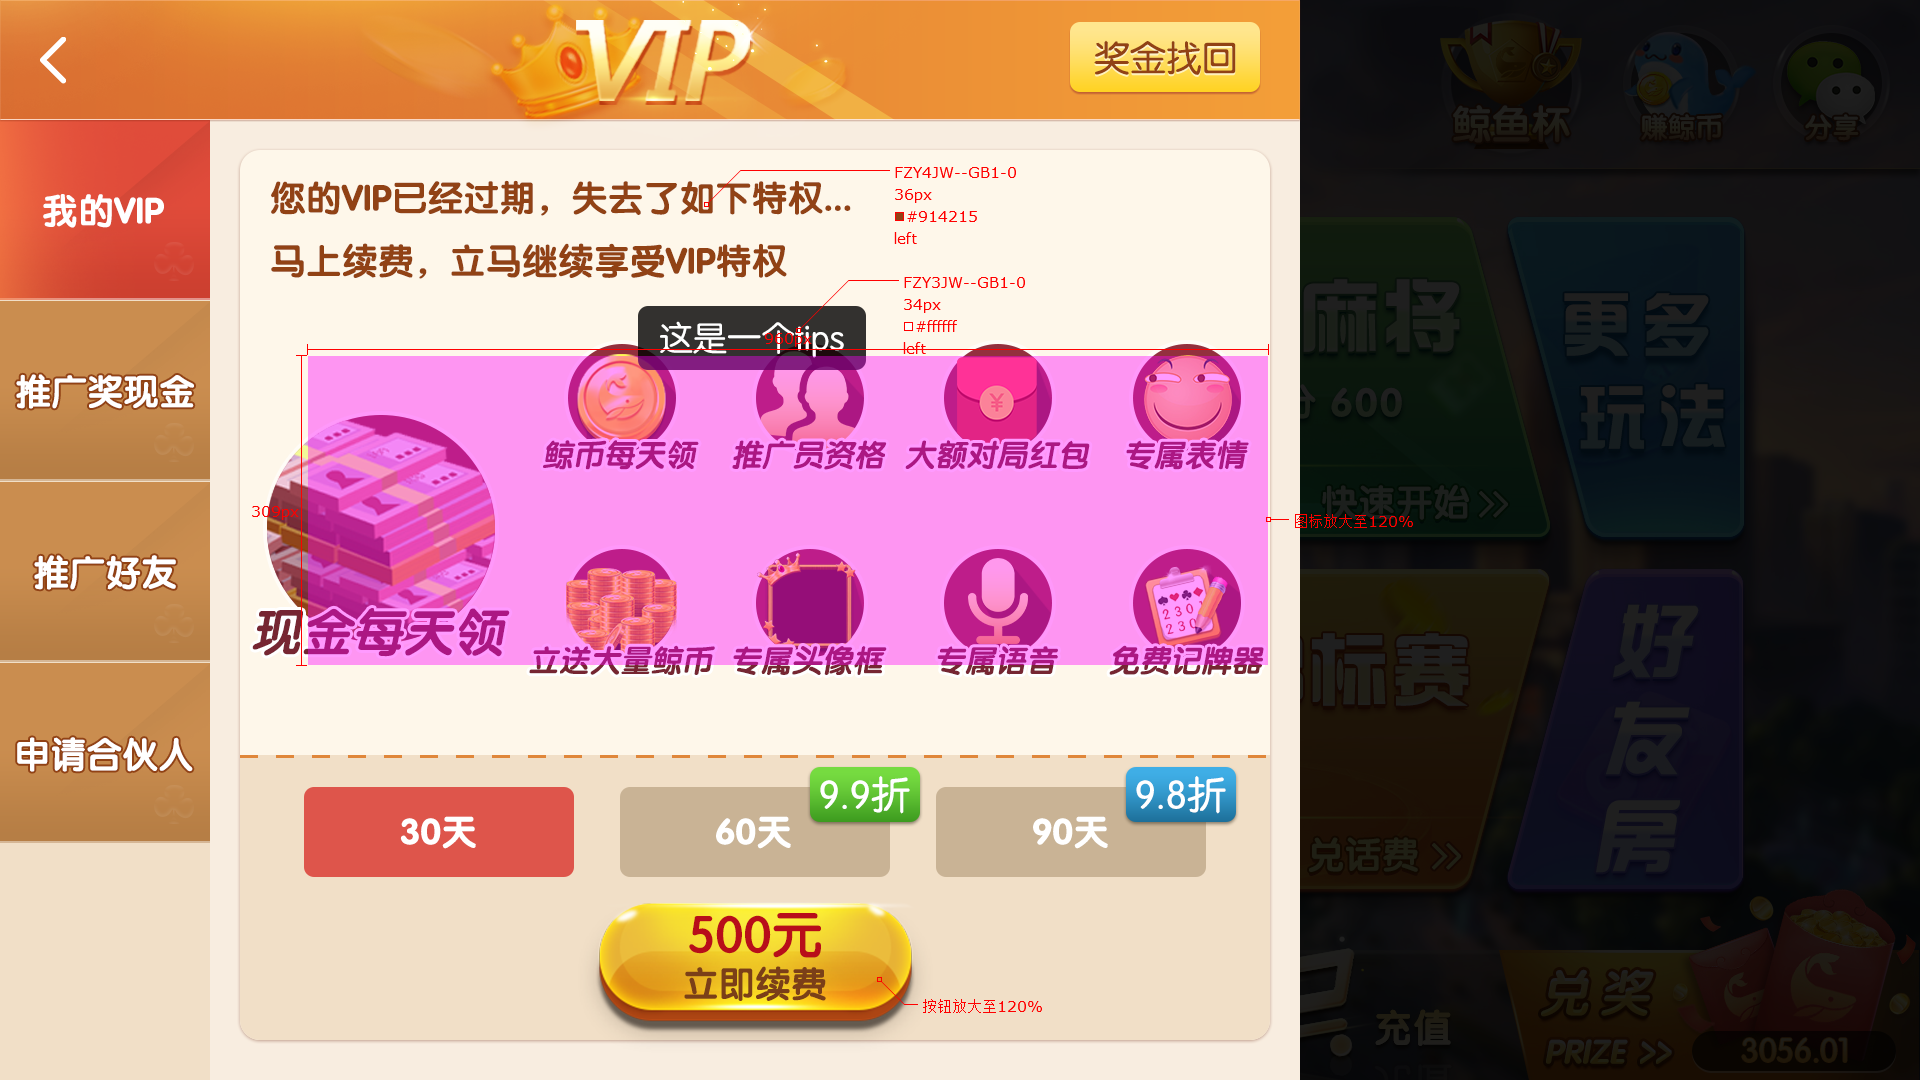 VIP
奖金找回
鲸鱼杯
赚鲸币
分享
我的VIP
推广奖现金
推广好友
申请合伙人
您的VIP已经过期，失去了如下特权...
马上续费，立马继续享受VIP特权
FZY4JW--GB1-0
36px
#914215
left
FZY3JW--GB1-0
34px
#ffffff
left
这是一个tips
960px
309px
鲸币每天领
推广员资格
大额对局红包
专属表情
现金每天领
立送大量鲸币
专属头像框
专属语音
免费记牌器
图标放大至120%
30天
60天
9.9折
90天
9.8折
500元
立即续费
按钮放大至120%
麻将
600
快速开始
更多
玩法
标赛
兑话费
好友房
充值
兑奖
PRIZE >>
3056.01